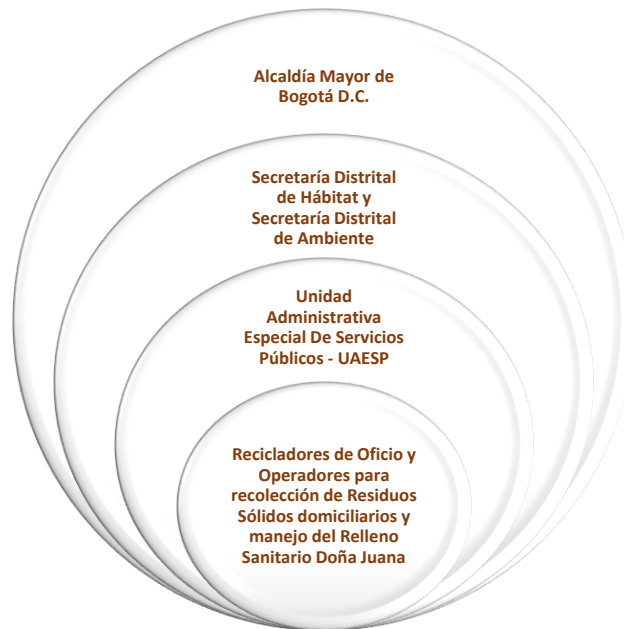 Alcaldía Mayor de
Bogotá D.C.
Secretaría Distrital
de Hábitat y
Secretaría Distrital
de Ambiente
Unidad
Administrativa
Especial De Servicios
Públicos - UAESP
Recicladores de Oficio y
Operadores para
recolección de Residuos
Sólidos domiciliarios y
manejo del Relleno
Sanitario Doña Juana